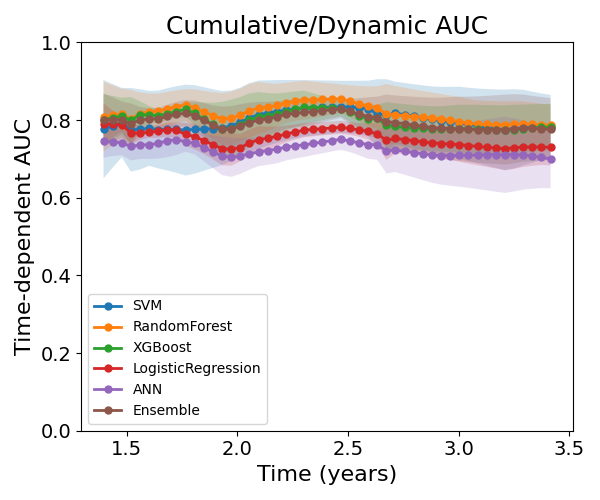 Cumulative/Dynamic AUC
Time-dependent AUC
1.0
0.8
0.6
0.4
0.2
0.0
SVM
RandomForest
XGBoost
LogisticRegression
ANN
Ensemble
1.5 2.0 2.5 3.0 3.5
Time (years)